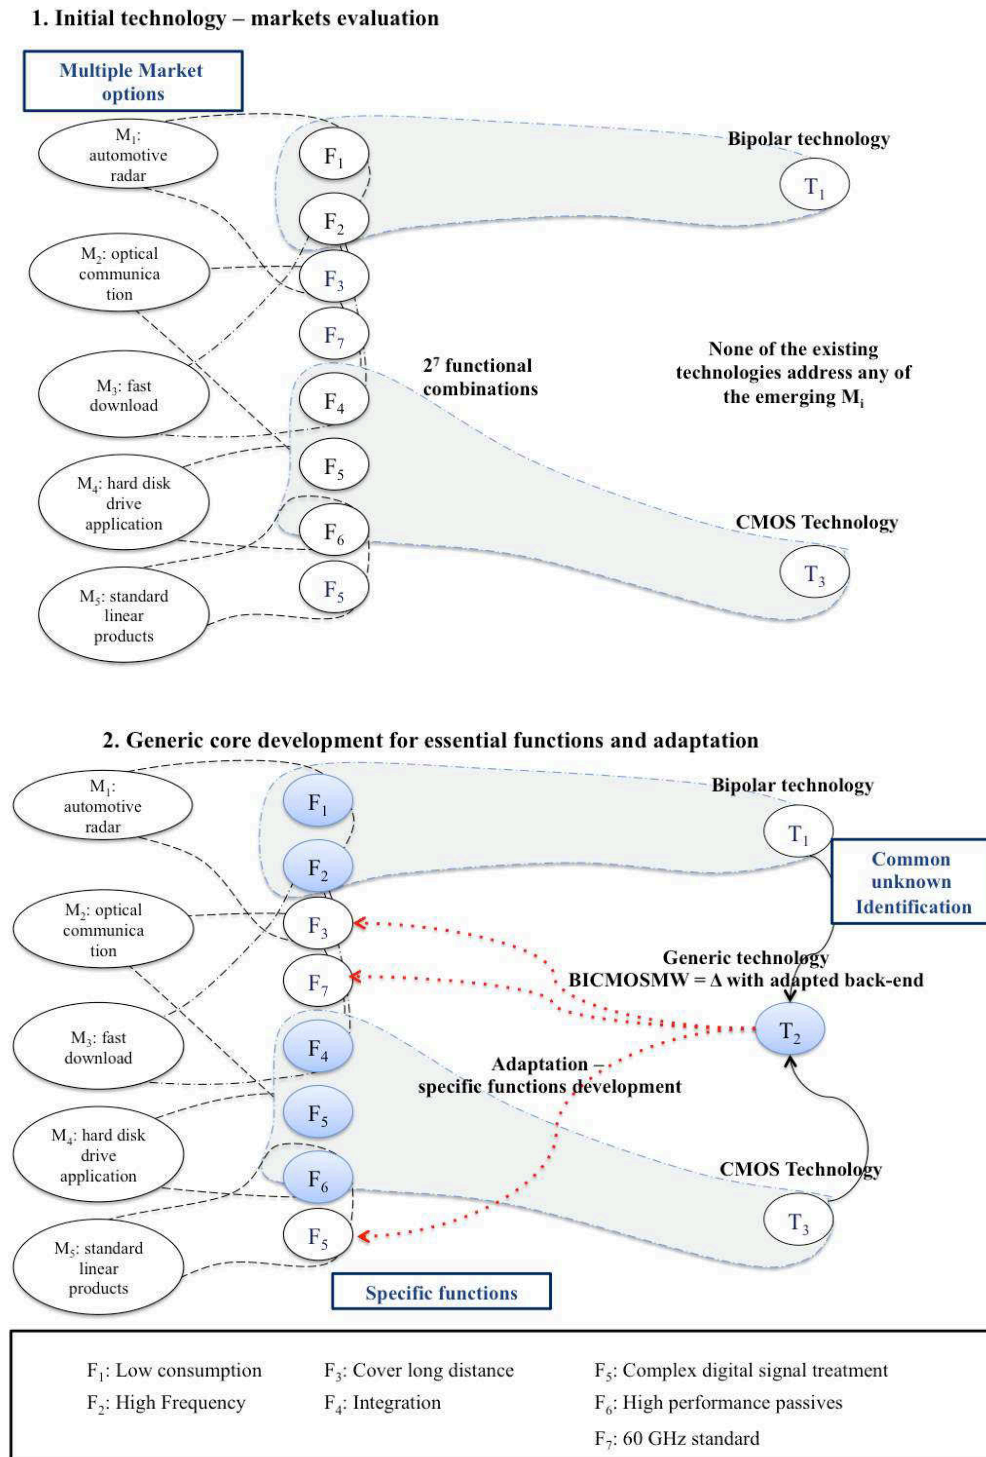 1. Initial technology – markets evaluation
Multiple Market
options
M1:
automotive
radar
M2: optical
communica
tion
M3: fast
download
M4: hard disk
drive
application
M5: standard
linear
products
F1
F2
F3
F7
F4
F5
F6
F5
2^7 functional
combinations
Bipolar technology
T1
None of the existing
technologies address any of
the emerging Mi
CMOS Technology
T3
2. Generic core development for essential functions and adaptation
M1:
automotive
radar
M2: optical
communica
tion
M3: fast
download
M4: hard disk
drive
application
M5: standard
linear
products
F1
F2
F3
F7
F4
F5
F6
F5
Bipolar technology
T1
Common
unknown
Identification
Generic technology
BICMOSMW = Δ with adapted back-end
T2
Adaptation –
specific functions development
CMOS Technology
T3
Specific functions
F1: Low consumption
F2: High Frequency
F3: Cover long distance
F4: Integration
F5: Complex digital signal treatment
F6: High performance passives
F7: 60 GHz standard